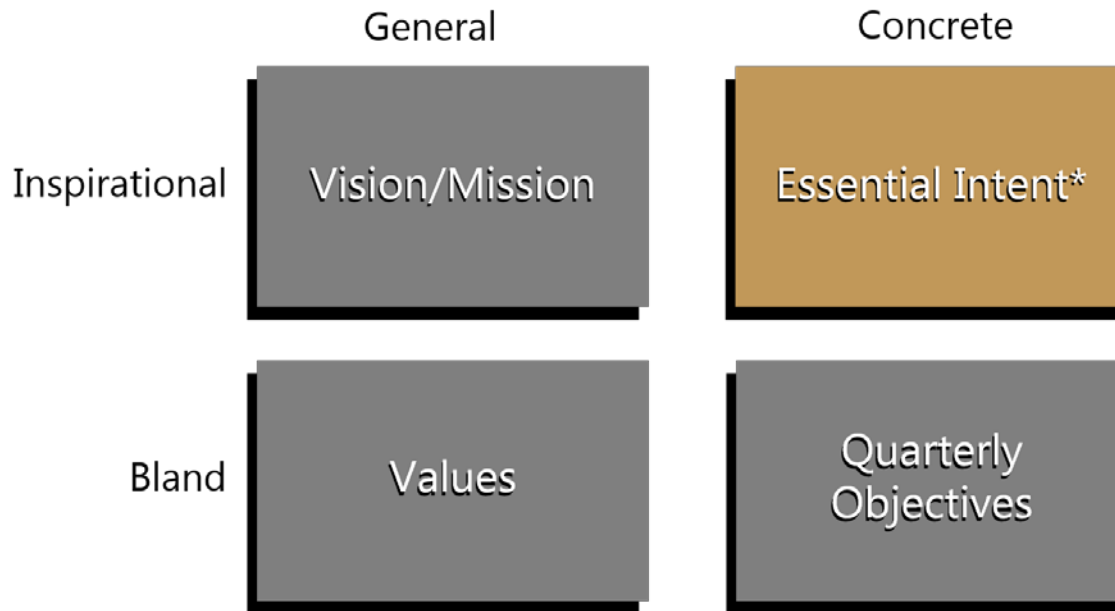 General Concrete
Inspirational Vision/Mission Essential Intent*
Bland Values Quarterly
Objectives